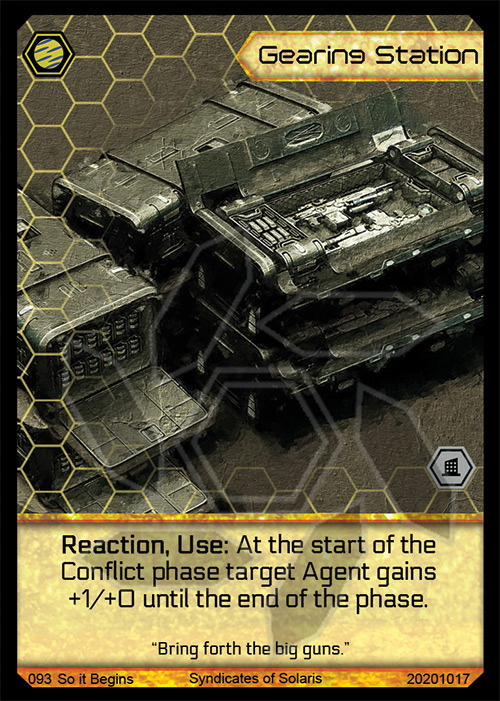 Gearing Station
Reaction, Use: At the start of the
Conflict phase target Agent gains
+1/+0 until the end of the phase.
“Bring forth the big guns.”
093 So it Begins
Syndicates of Solaris
20201017